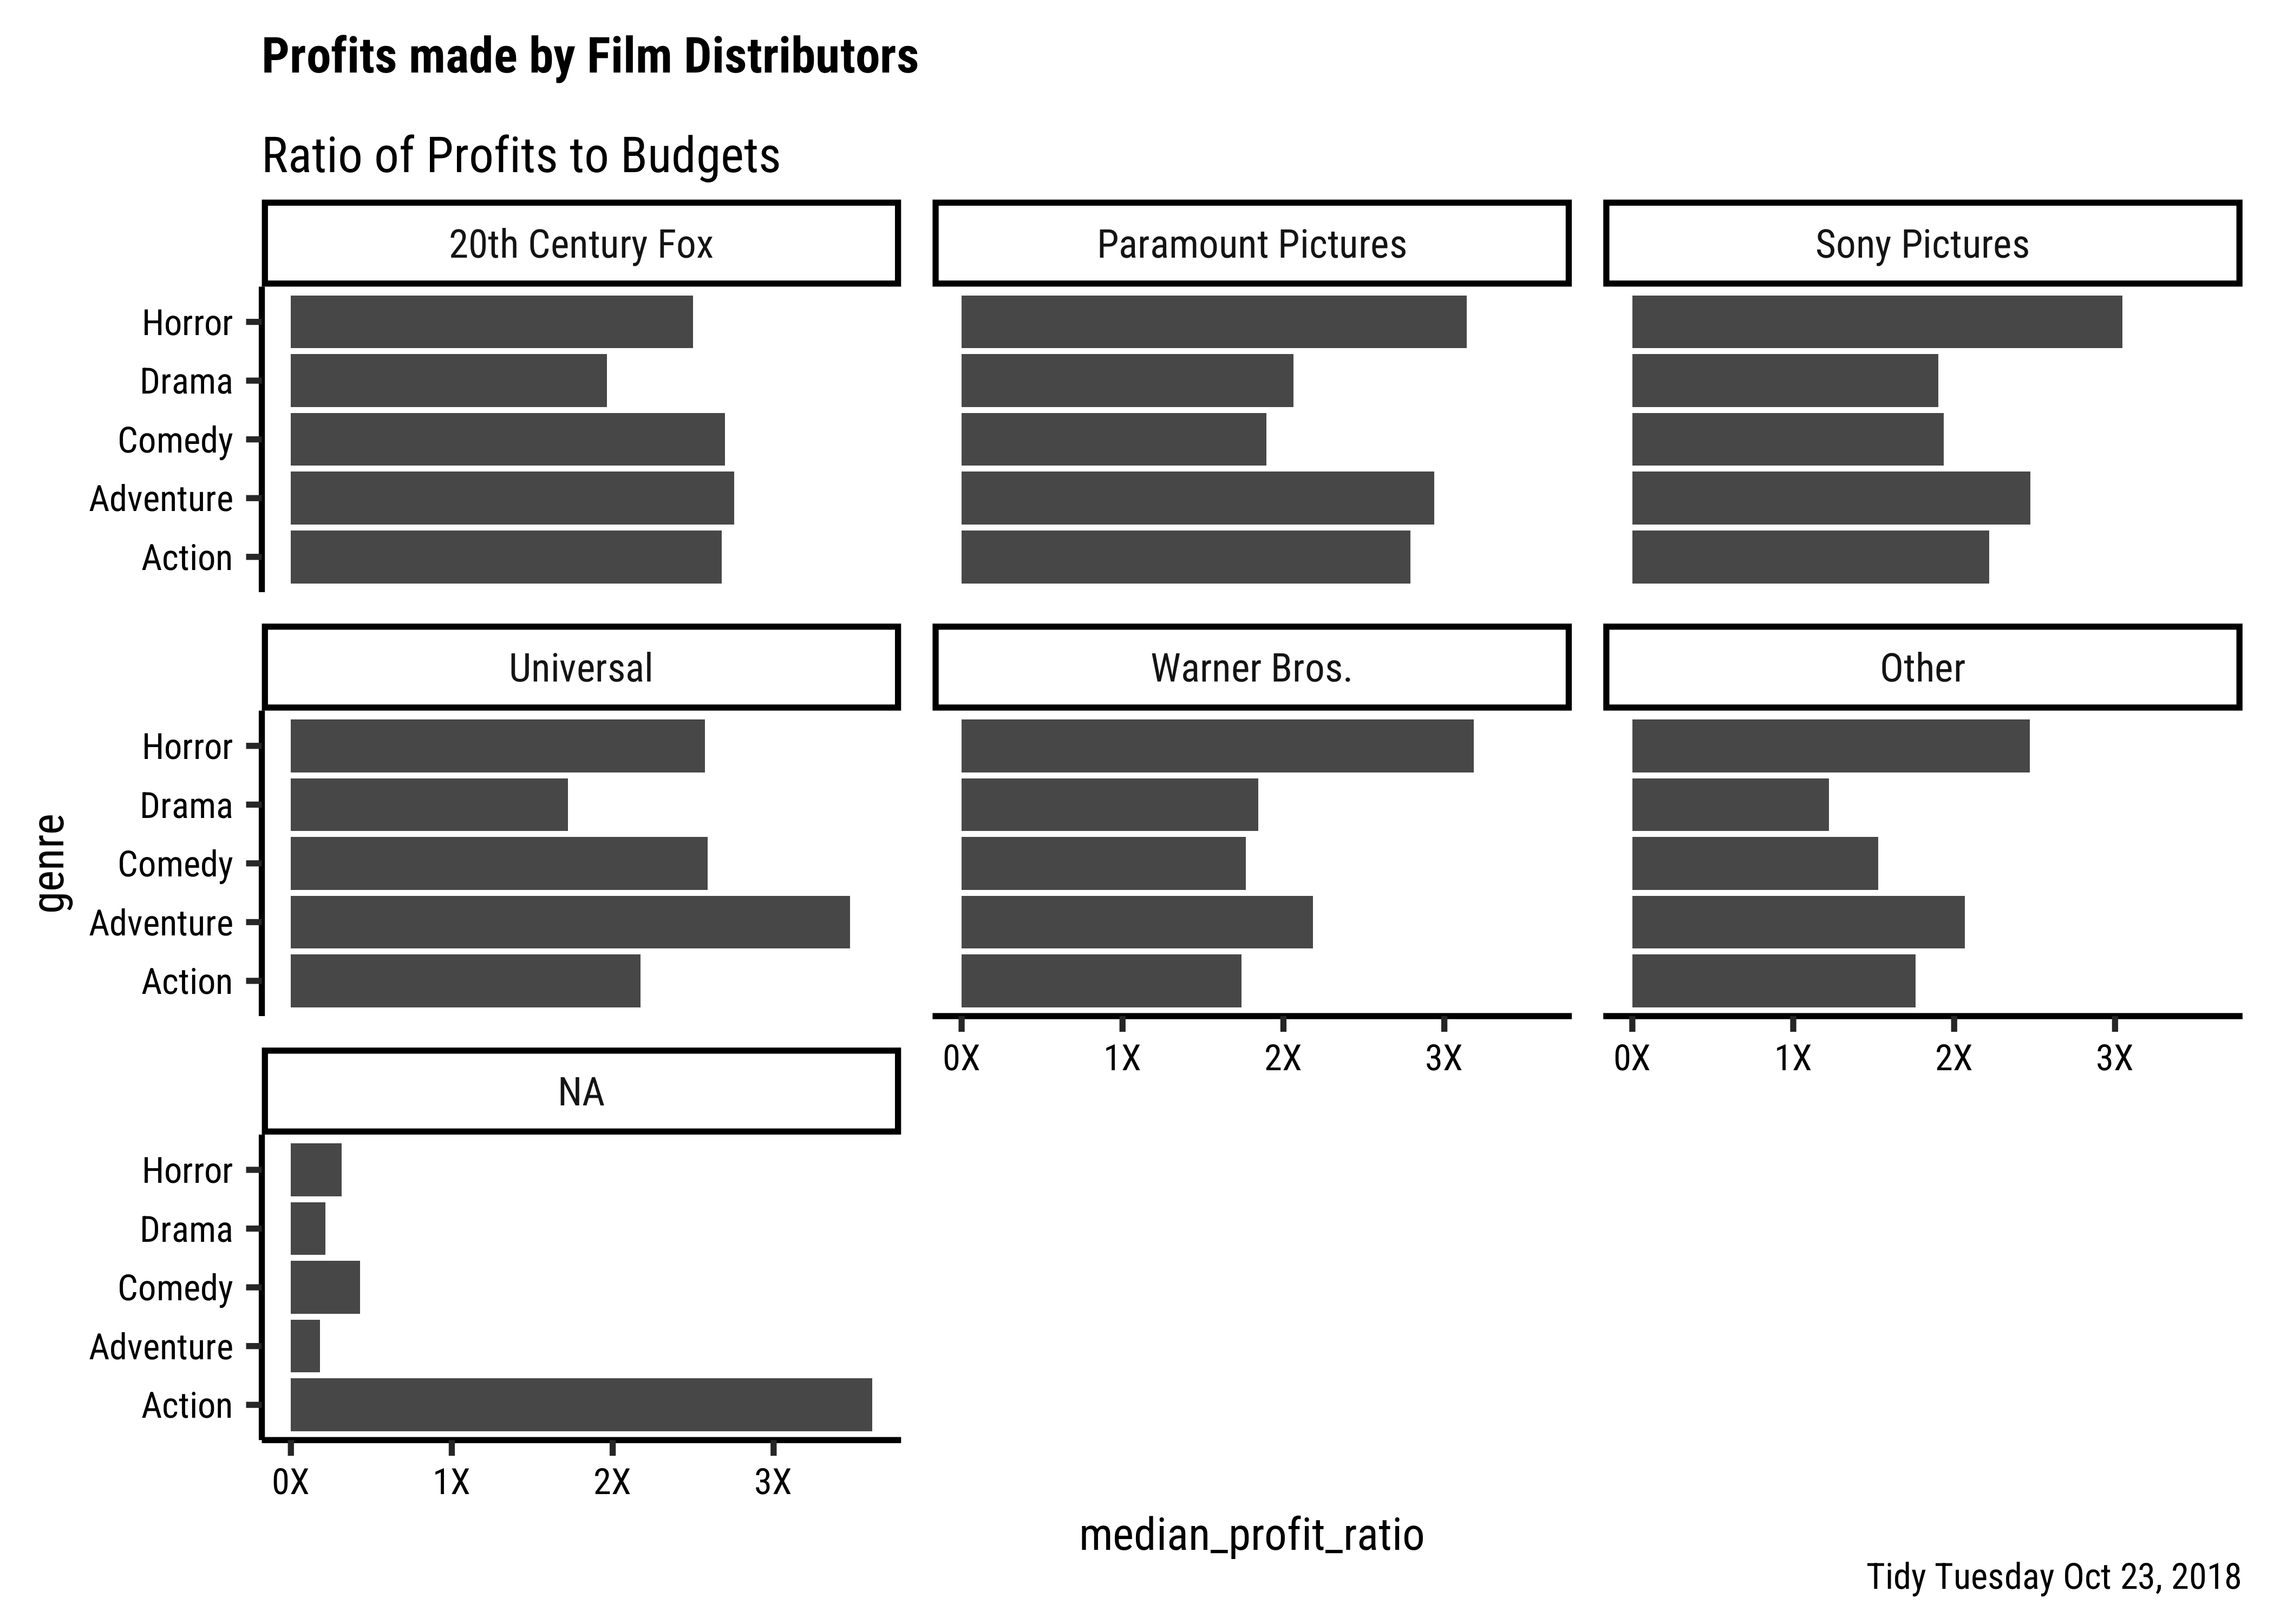 Profits made by Film Distributors
Ratio of Profits to Budgets
20th Century Fox
Paramount Pictures
Sony Pictures
Horror
Drama
Comedy
Adventure
Action
Universal
Warner Bros.
Other
Horror
Drama
Comedy
Adventure
Action
0X 1X 2X 3X
0X 1X 2X 3X
NA
Horror
Drama
Comedy
Adventure
Action
0X 1X 2X 3X
genre
median_profit_ratio
Tidy Tuesday Oct 23, 2018